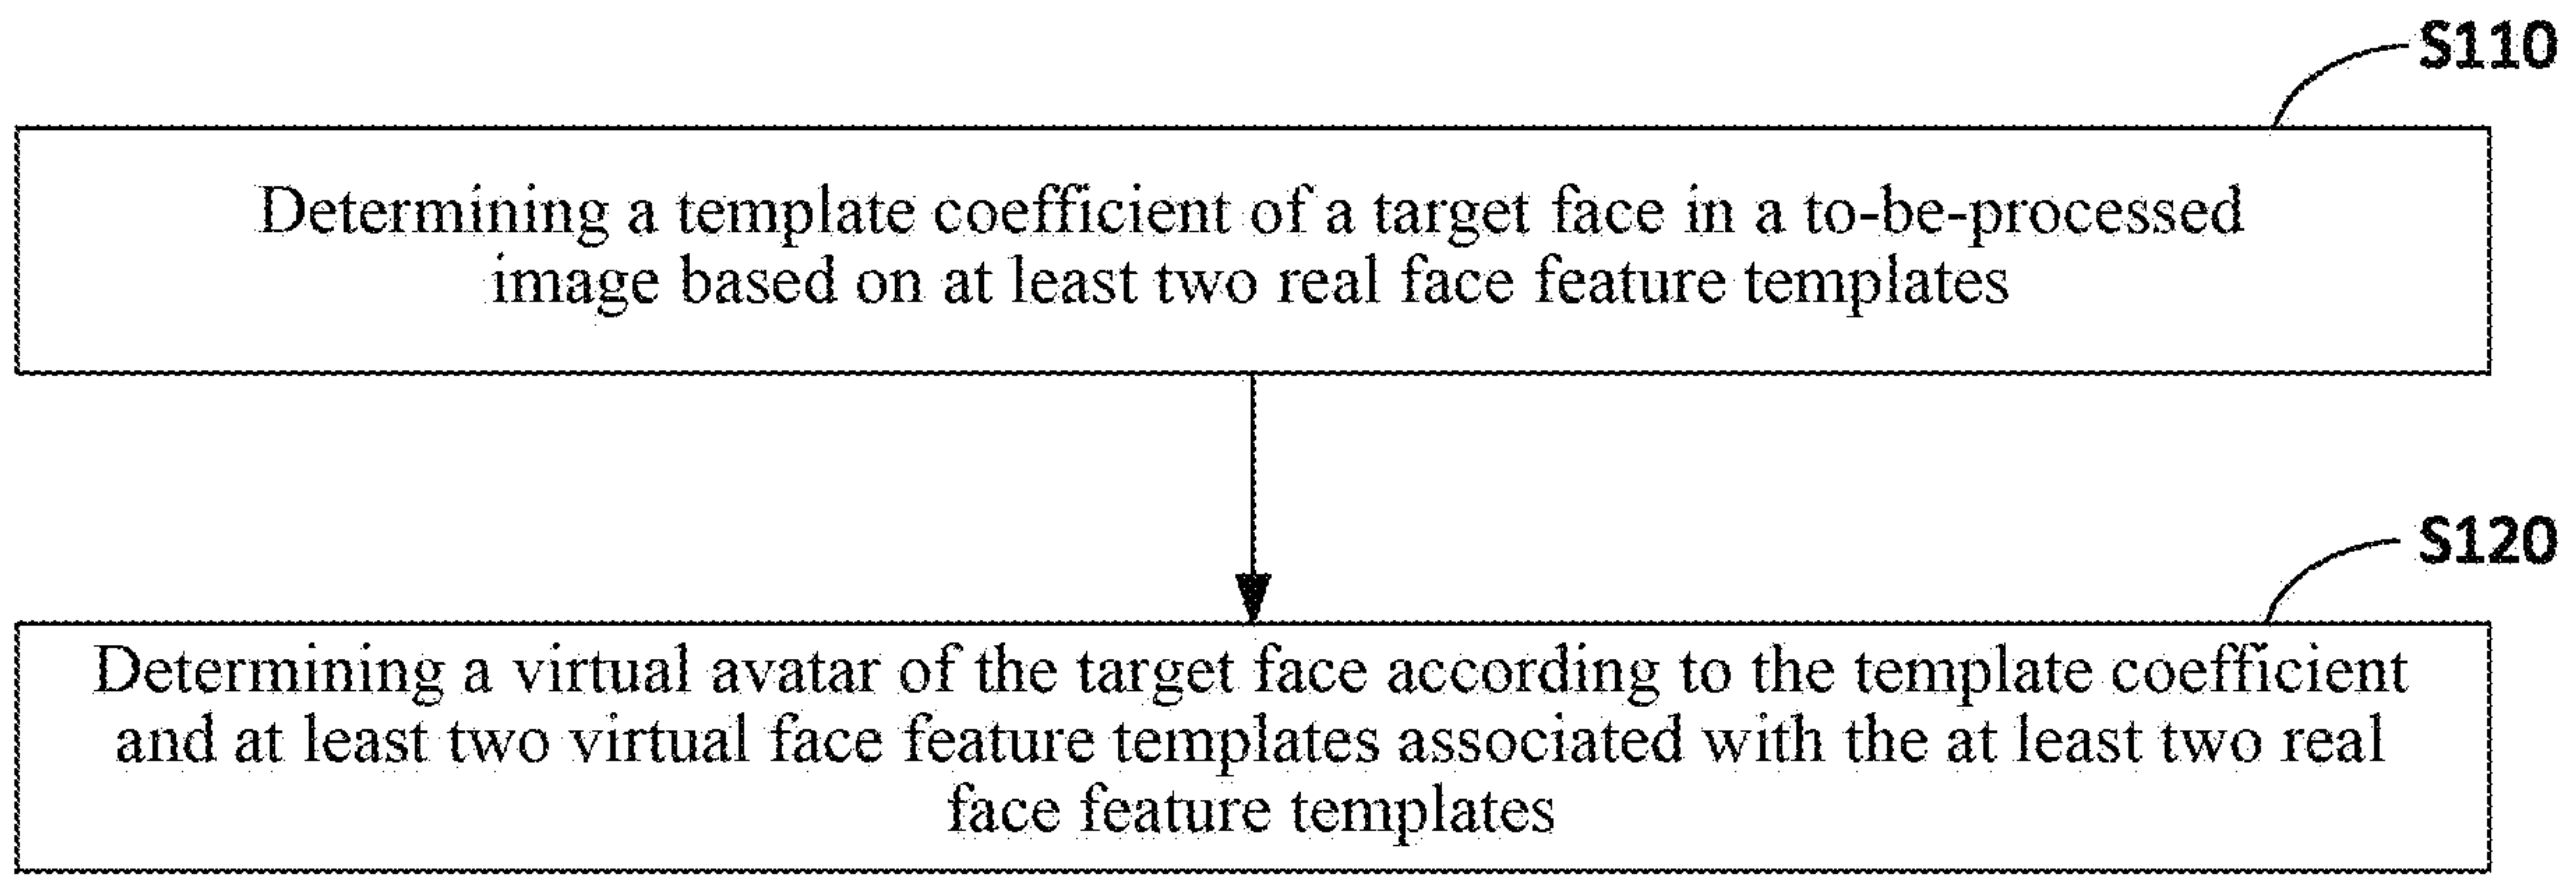 S110
Determining a template coefficient of a target face in a to-be-processed
image based on at least two real face feature templates
S120
Determining a virtual avatar of the target face according to the template coefficient
and at least two virtual face feature templates associated with the at least two real
face feature templates